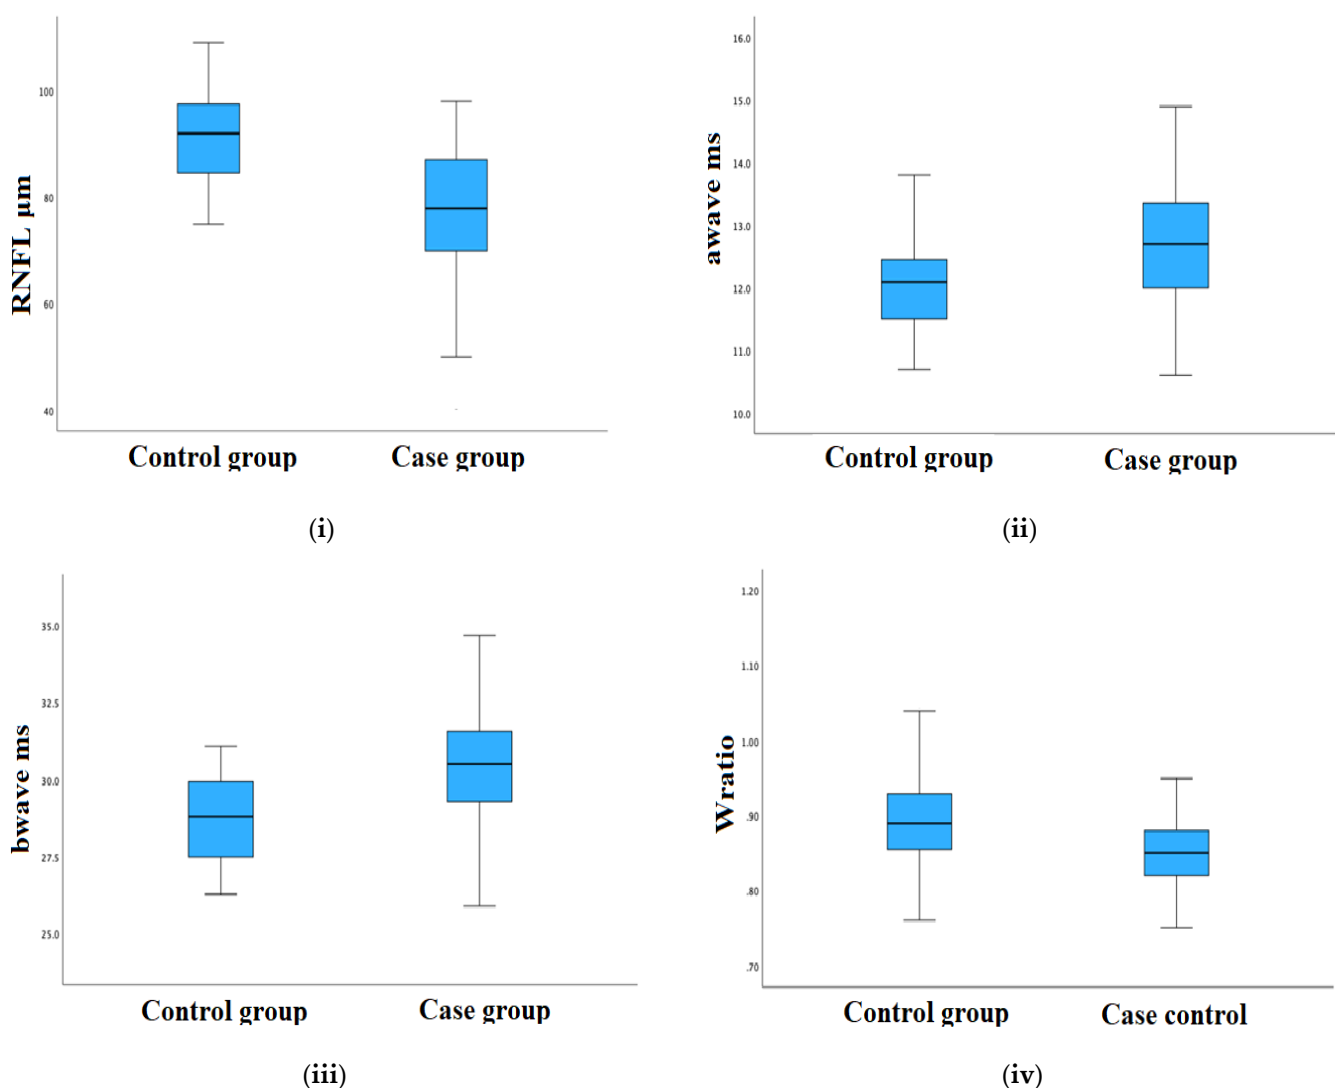 RNFL μm
100
80
60
40
Control group
Case group
(i)
awave ms
16.0
15.0
14.0
13.0
12.0
11.0
10.0
Control group
Case group
(ii)
bwave ms
35.0
32.5
30.0
27.5
25.0
Control group
Case group
(iii)
Wratio
1.20
1.10
1.00
.90
.80
.70
Control group
Case control
(iv)